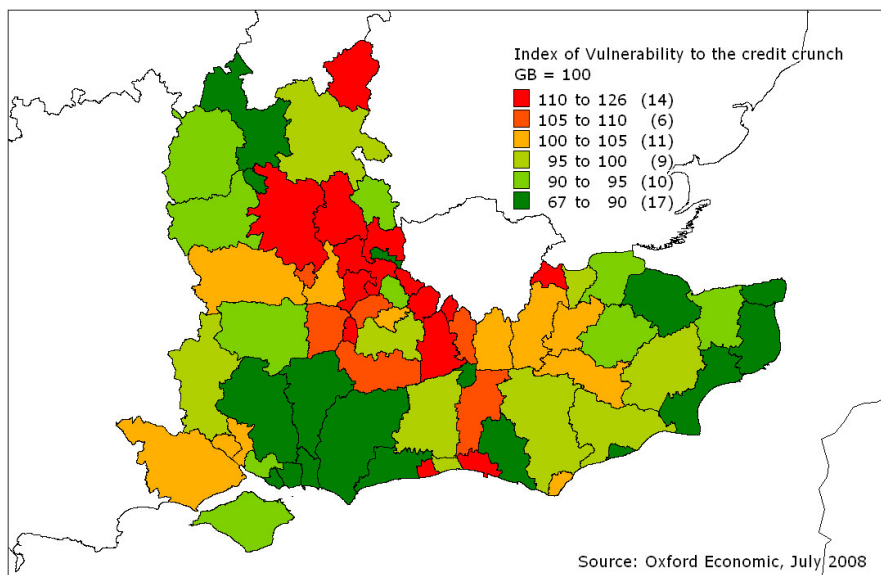 Index of Vulnerability to the credit crunch
GB = 100
110 to 126 (14)
105 to 110 (6)
100 to 105 (11)
95 to 100 (9)
90 to 95 (10)
67 to 90 (17)
Source: Oxford Economic, July 2008